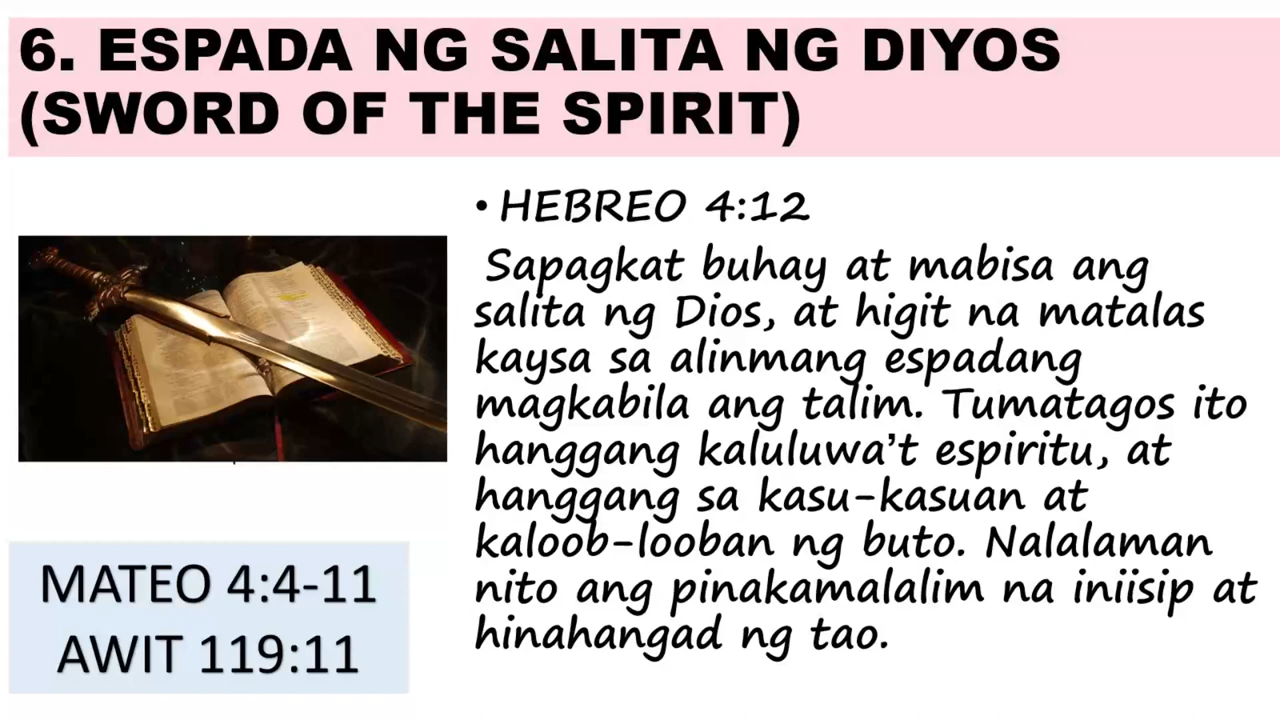 6. ESPADA NG SALITA NG DIYOS
(SWORD OF THE SPIRIT)
• HEBREO 4:12
Sapagkat buhay at mabisa ang
salita ng Dios, at higit na matalas
kaysa sa alinmang espadang
magkabila ang talim. Tumatagos ito
hanggang kaluluwa't espiritu, at
hanggang sa kasu-kasuan at
kaloob-looban ng buto. Nalalaman
nito ang pinakamalalim na iniisip at
hinahangad ng tao.
MATEO 4:4-11
AWIT 119:11